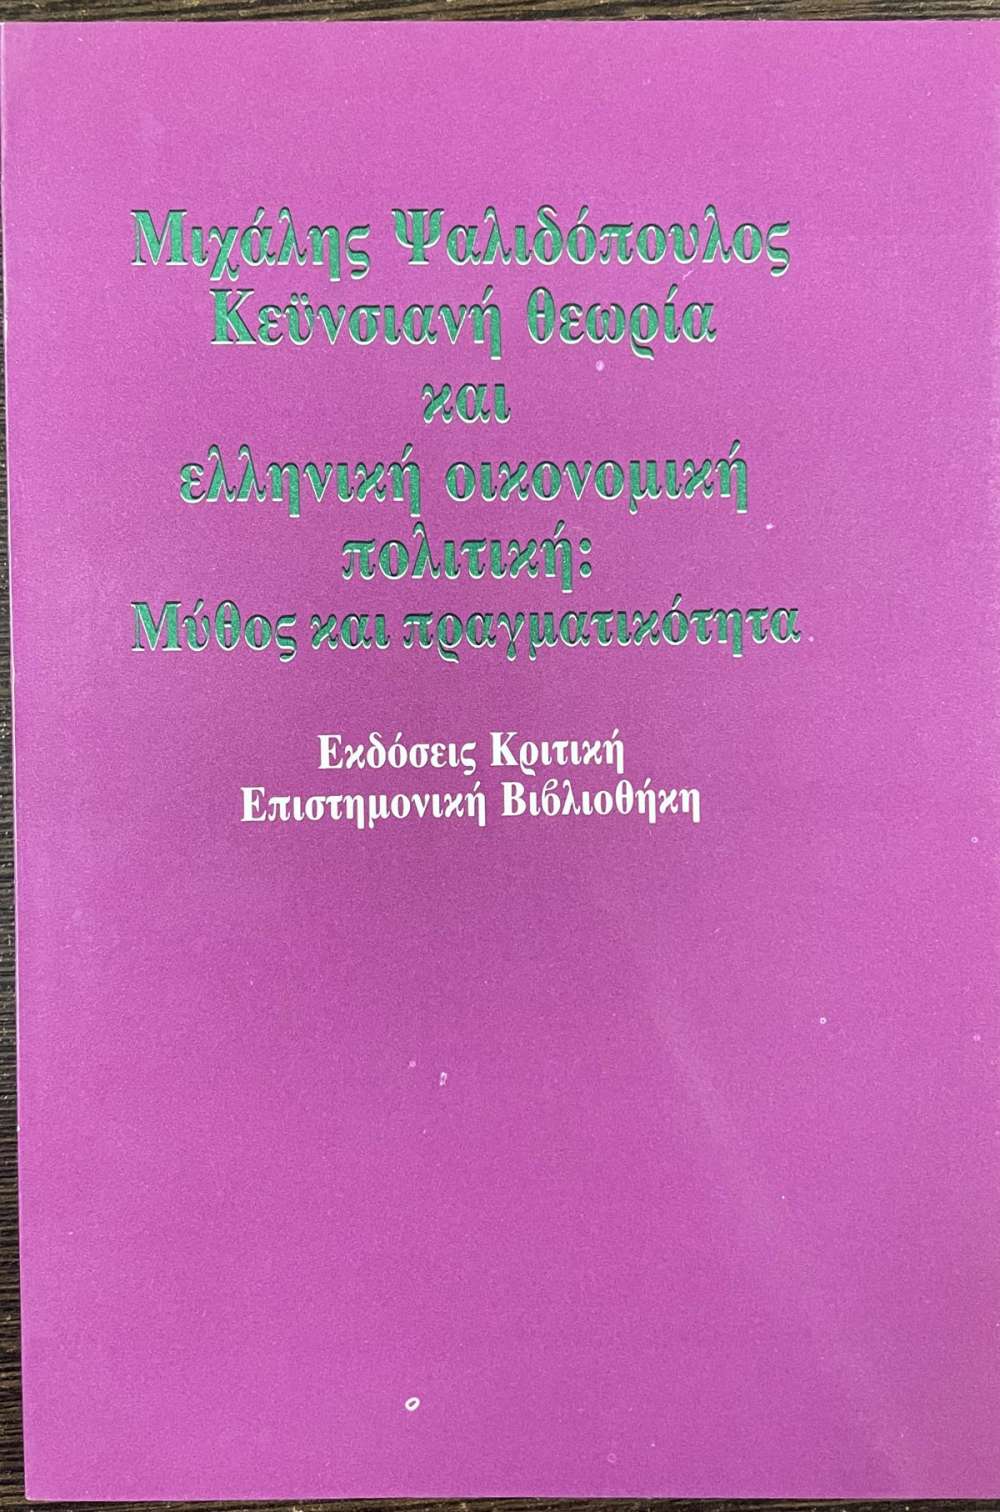 Μιχάλης Ψαλιδόπουλος
Κεϋνσιανή θεωρία
και
ελληνική οικονομική
πολιτική:
Μύθος και πραγματικότητα
Εκδόσεις Κριτική
Επιστημονική Βιβλιοθήκη